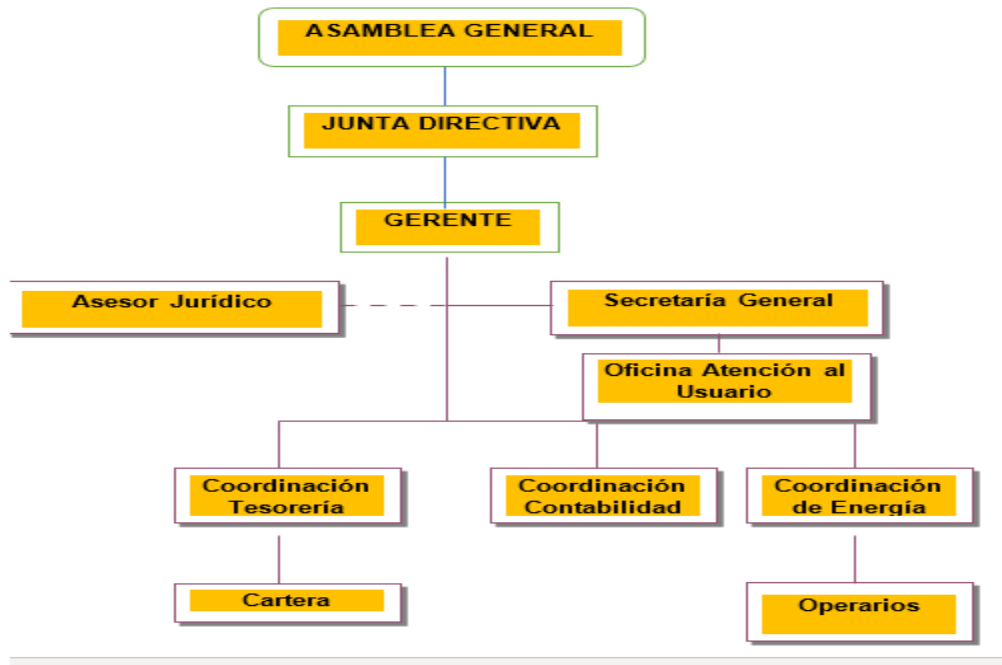 ASAMBLEA GENERAL
JUNTA DIRECTIVA
GERENTE
Asesor Jurídico
Secretaría General
Oficina Atención al
Usuario
Coordinación
Tesorería
Coordinación
Contabilidad
Coordinación
de Energía
Cartera
Operarios